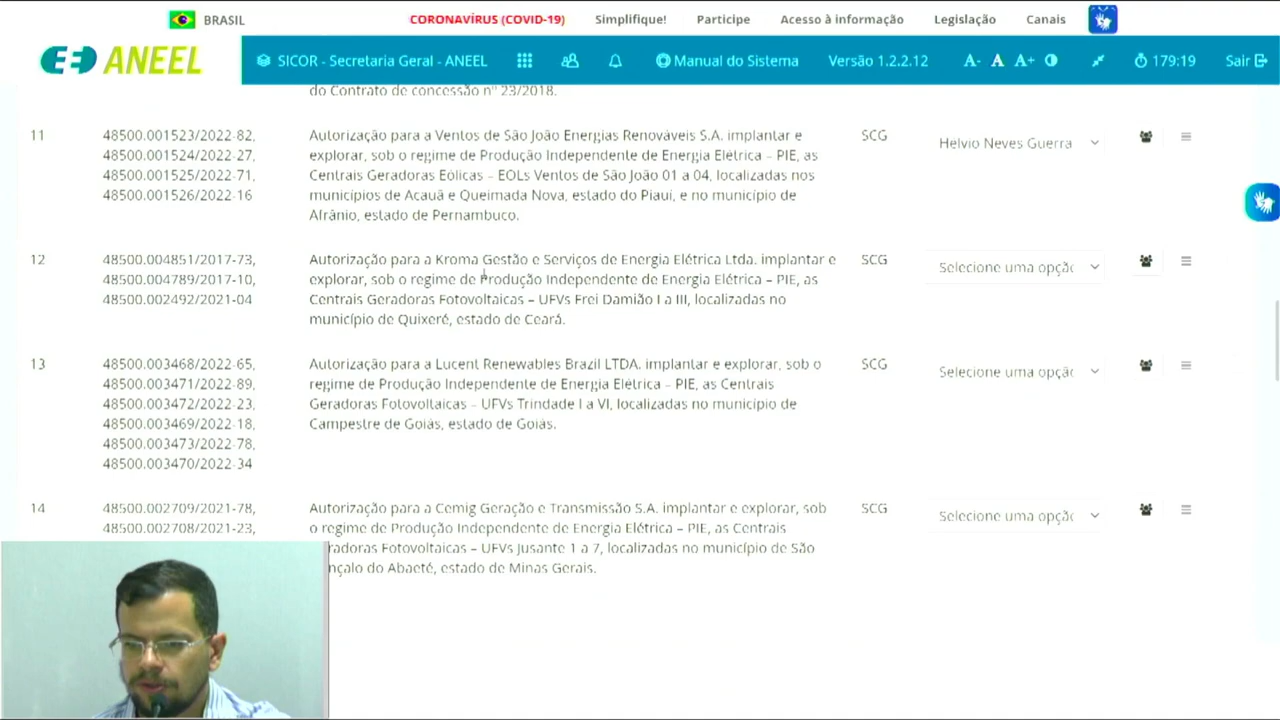 BRASIL
CORONAVÍRUS (COVID-19)
Simplifique!
Participe
Acesso à informação
Legislação
Canais
ANEEL
SICOR - Secretaria Geral - ANEEL
Manual do Sistema
Versão 1.2.2.12
A-
A
A+
179:19
Sair
do Contrato de concessão nº 23/2018.
11
48500.001523/2022-82,
48500.001524/2022-27,
48500.001525/2022-71,
48500.001526/2022-16
Autorização para a Ventos de São João Energias Renováveis S.A. implantar e
explorar, sob o regime de Produção Independente de Energia Elétrica – PIE, as
Centrais Geradoras Eólicas – EOLs Ventos de São João 01 a 04, localizadas nos
municípios de Acauã e Queimada Nova, estado do Piauí, e no município de
Afrânio, estado de Pernambuco.
SCG
Hélvio Neves Guerra
12
48500.004851/2017-73,
48500.004789/2017-10,
48500.002492/2021-04
Autorização para a Kroma Gestão e Serviços de Energia Elétrica Ltda. implantar e
explorar, sob o regime de Produção Independente de Energia Elétrica – PIE, as
Centrais Geradoras Fotovoltaicas – UFVs Frei Damião I a III, localizadas no
município de Quixeré, estado de Ceará.
SCG
Selecione uma opçã
13
48500.003468/2022-65,
48500.003471/2022-89,
48500.003472/2022-23,
48500.003469/2022-18,
48500.003473/2022-78,
48500.003470/2022-34
Autorização para a Lucent Renewables Brazil LTDA. implantar e explorar, sob o
regime de Produção Independente de Energia Elétrica – PIE, as Centrais
Geradoras Fotovoltaicas – UFVs Trindade I a VI, localizadas no município de
Campestre de Goiás, estado de Goiás.
SCG
Selecione uma opçã
14
48500.002709/2021-78,
48500.002708/2021-23,
Autorização para a Cemig Geração e Transmissão S.A. implantar e explorar, sob
o regime de Produção Independente de Energia Elétrica – PIE, as Centrais
radoras Fotovoltaicas – UFVs Jusante 1 a 7, localizadas no município de São
nçalo do Abaeté, estado de Minas Gerais.
SCG
Selecione uma opçã